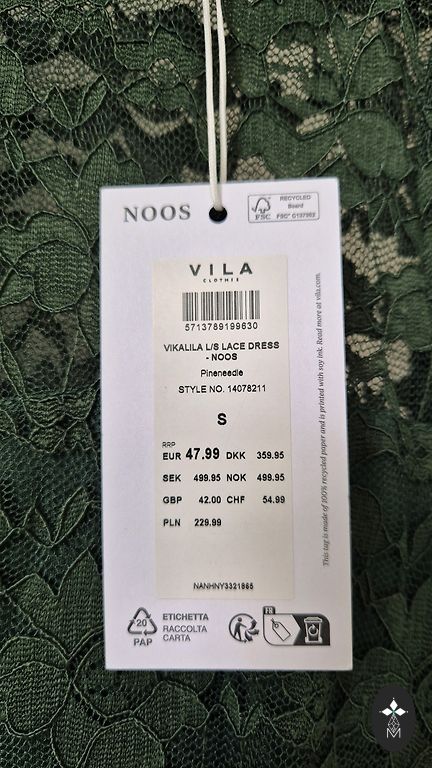 NOOS
FSC
RECYCLED
Board
VILA
CLOTHES
5713789199630
VIKALILA L/S LACE DRESS
- NOOS
Pineneedle
STYLE NO. 14078211
S
RRP
EUR 47.99 DKK 359.95
SEK 499.95 NOK 499.95
GBP 42.00 CHF 54.99
PLN 229.99
NANHNY3321865
This tag is made of 100% recycled paper and is printed with soy ink. Read more at vila.com.
20
PAP
ETICHETTA
RACCOLTA
CARTA
FR
M